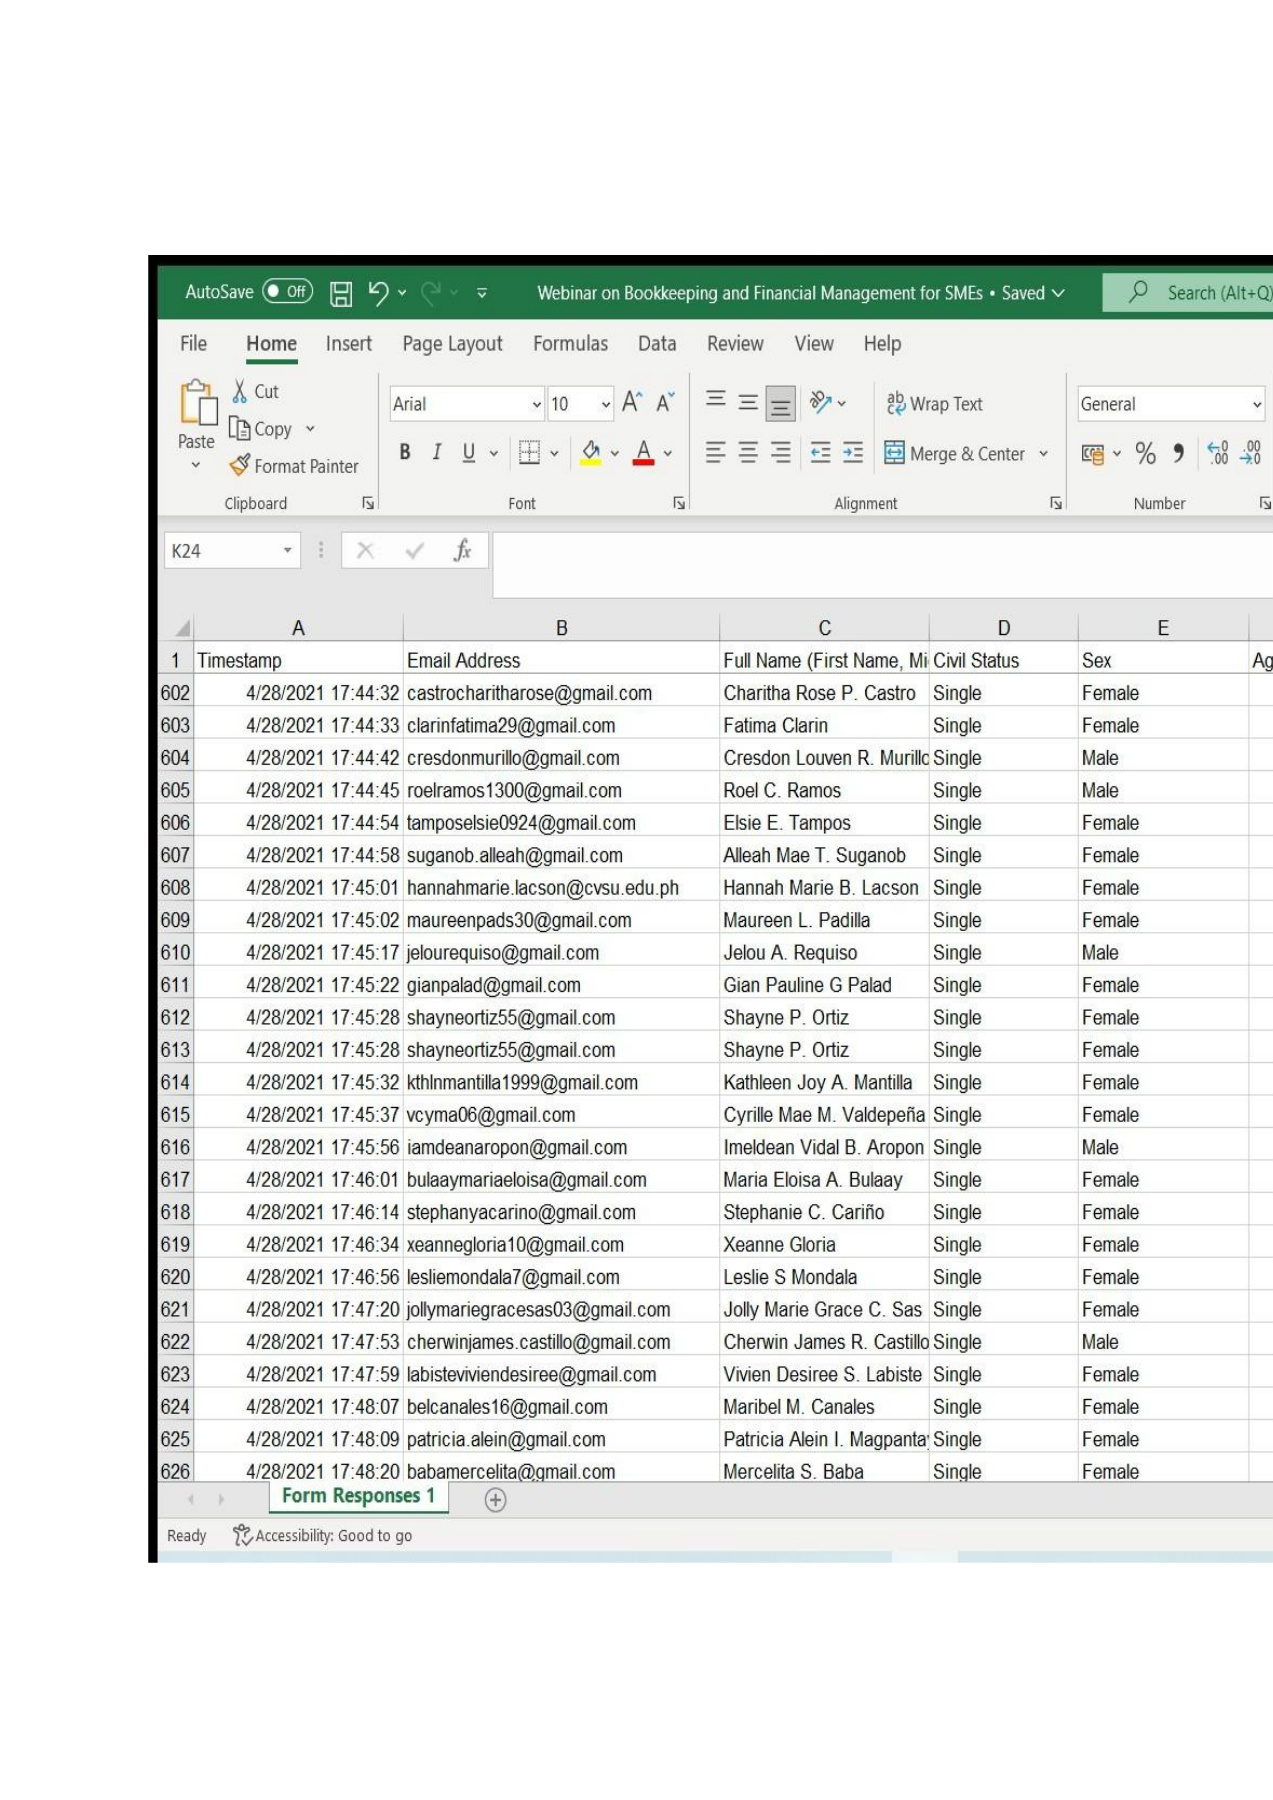 AutoSave Off Webinar on Bookkeeping and Financial Management for SMEs • Saved Search (Alt+Q)
File Home Insert Page Layout Formulas Data Review View Help
Paste Cut Copy Format Painter
Arial 10
B I U
ab Wrap Text
Merge & Center
General
% , .00 .00
Clipboard Font Alignment Number
K24 fx
A B C D E
1 Timestamp Email Address Full Name (First Name, Mi Civil Status Sex Ag
602 4/28/2021 17:44:32 castrocharitharose@gmail.com Charitha Rose P. Castro Single Female
603 4/28/2021 17:44:33 clarinfatima29@gmail.com Fatima Clarin Single Female
604 4/28/2021 17:44:42 cresdonmurillo@gmail.com Cresdon Louven R. Murillo Single Male
605 4/28/2021 17:44:45 roelramos1300@gmail.com Roel C. Ramos Single Male
606 4/28/2021 17:44:54 tamposelsie0924@gmail.com Elsie E. Tampos Single Female
607 4/28/2021 17:44:58 suganob.alleah@gmail.com Alleah Mae T. Suganob Single Female
608 4/28/2021 17:45:01 hannahmarie.lacson@cvsu.edu.ph Hannah Marie B. Lacson Single Female
609 4/28/2021 17:45:02 maureenpads30@gmail.com Maureen L. Padilla Single Female
610 4/28/2021 17:45:17 jelourequiso@gmail.com Jelou A. Requiso Single Male
611 4/28/2021 17:45:22 gianpalad@gmail.com Gian Pauline G Palad Single Female
612 4/28/2021 17:45:28 shayneortiz55@gmail.com Shayne P. Ortiz Single Female
613 4/28/2021 17:45:28 shayneortiz55@gmail.com Shayne P. Ortiz Single Female
614 4/28/2021 17:45:32 kthlnmantilla1999@gmail.com Kathleen Joy A. Mantilla Single Female
615 4/28/2021 17:45:37 vcyma06@gmail.com Cyrille Mae M. Valdepeña Single Female
616 4/28/2021 17:45:56 iamdeanaropon@gmail.com Imeldean Vidal B. Aropon Single Male
617 4/28/2021 17:46:01 bulaaymariaeloisa@gmail.com Maria Eloisa A. Bulaay Single Female
618 4/28/2021 17:46:14 stephanyacarino@gmail.com Stephanie C. Cariño Single Female
619 4/28/2021 17:46:34 xeannegloria10@gmail.com Xeanne Gloria Single Female
620 4/28/2021 17:46:56 lesliemondala7@gmail.com Leslie S Mondala Single Female
621 4/28/2021 17:47:20 jollymariegracesas03@gmail.com Jolly Marie Grace C. Sas Single Female
622 4/28/2021 17:47:53 cherwinjames.castillo@gmail.com Cherwin James R. Castillo Single Male
623 4/28/2021 17:47:59 labisteviviendesiree@gmail.com Vivien Desiree S. Labiste Single Female
624 4/28/2021 17:48:07 belcanales16@gmail.com Maribel M. Canales Single Female
625 4/28/2021 17:48:09 patricia.alein@gmail.com Patricia Alein I. Magpantay Single Female
626 4/28/2021 17:48:20 babamercelita@gmail.com Mercelita S. Baba Single Female
Form Responses 1
Ready Accessibility: Good to go